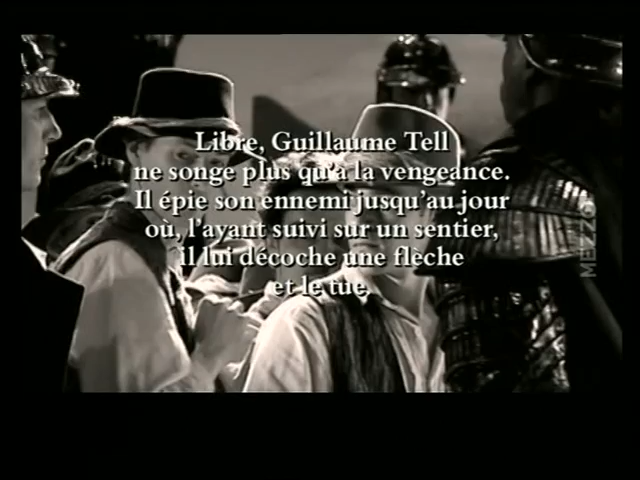 Libre, Guillaume Tell
ne songe plus qu'à la vengeance.
Il épie son ennemi jusqu'au jour
où, l'ayant suivi sur un sentier,
il lui décoche une flèche
et le tue.
MEZZO